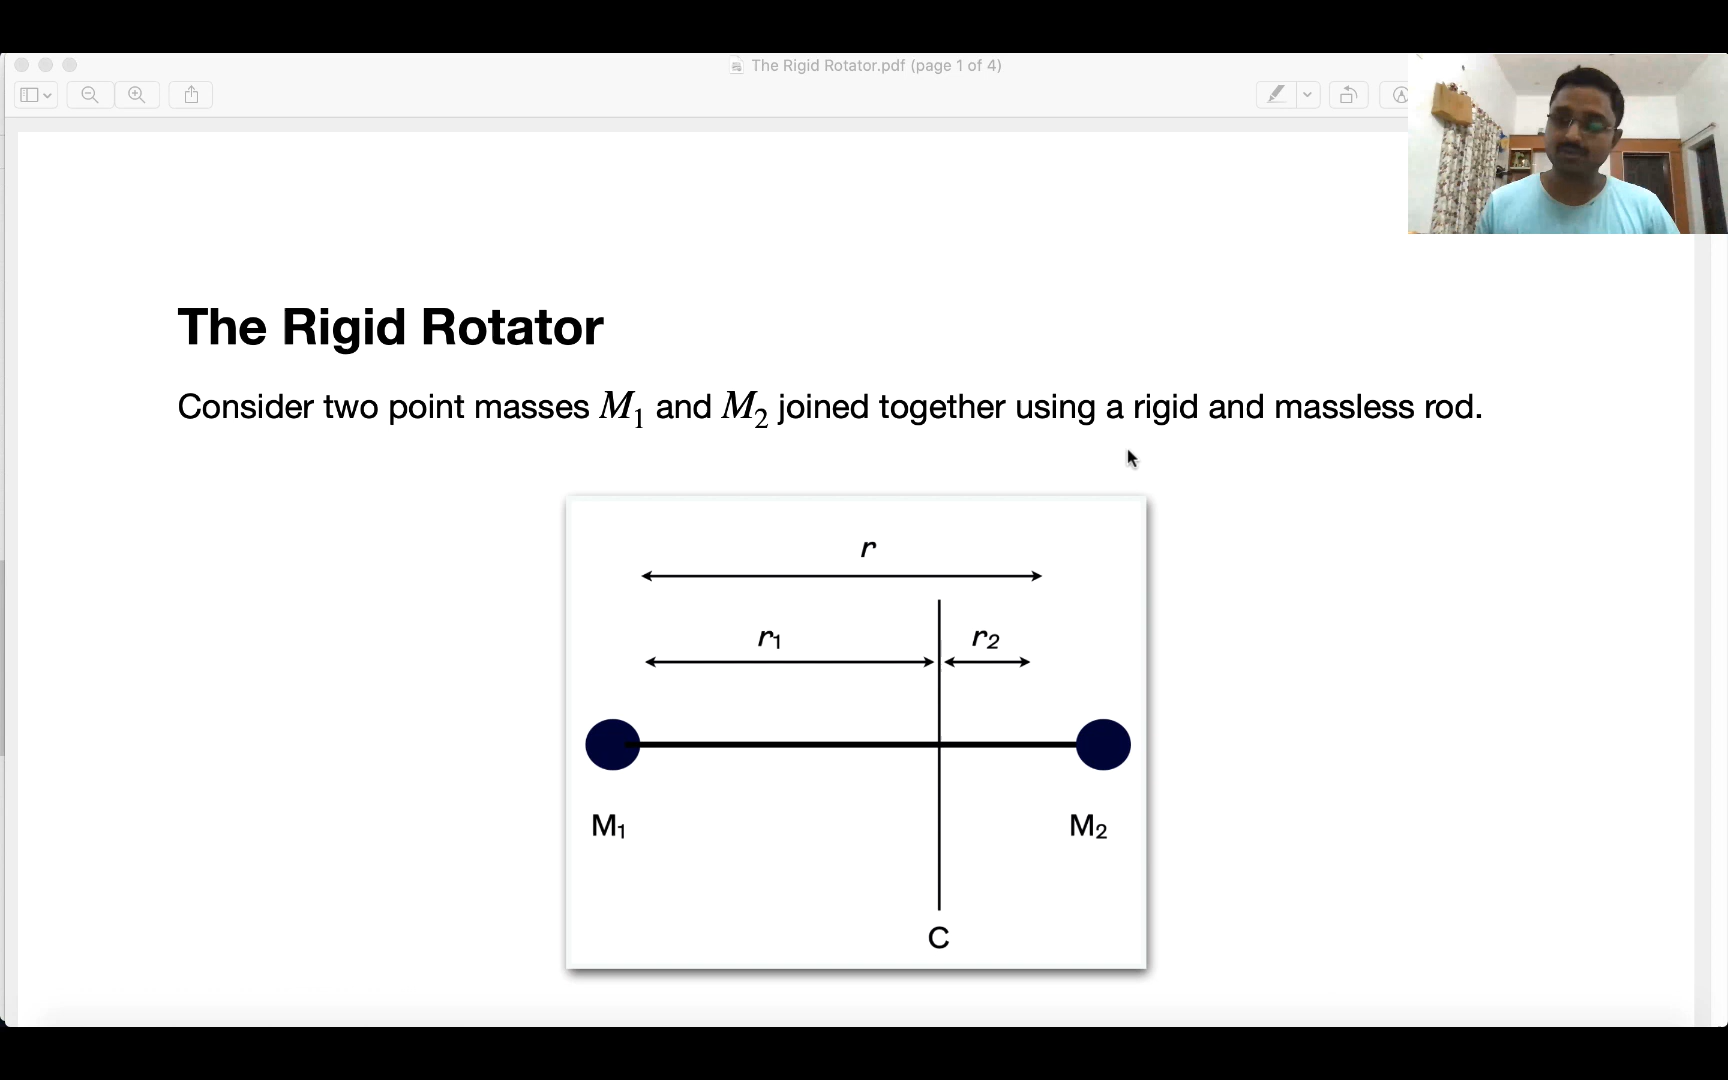 The Rigid Rotator.pdf (page 1 of 4)
The Rigid Rotator
Consider two point masses M₁ and M₂ joined together using a rigid and massless rod.
r
r₁ r₂
M₁ M₂
C